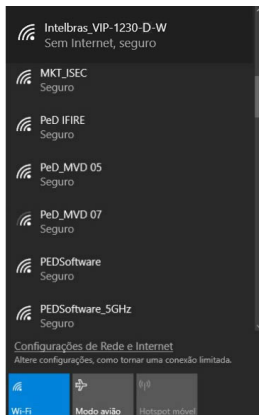 Intelbras_VIP-1230-D-W
Sem Internet, seguro
MKT_ISEC
Seguro
PeD IFIRE
Seguro
PeD_MVD 05
Seguro
PeD_MVD 07
Seguro
PEDSoftware
Seguro
PEDSoftware_5GHz
Seguro
Configurações de Rede e Internet
Altere configurações, como tornar uma conexão limitada.
Wi-Fi
Modo avião
Hotspot móvel